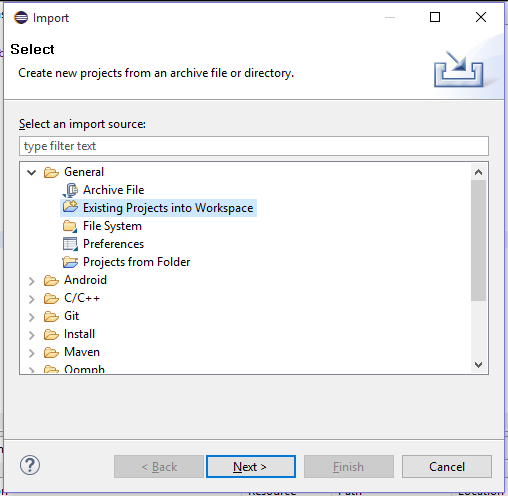 Import
Select
Create new projects from an archive file or directory.
Select an import source:
type filter text
General
Archive File
Existing Projects into Workspace
File System
Preferences
Projects from Folder
Android
C/C++
Git
Install
Maven
Oomph
?
< Back
Next >
Finish
Cancel
Resource
Path
Location